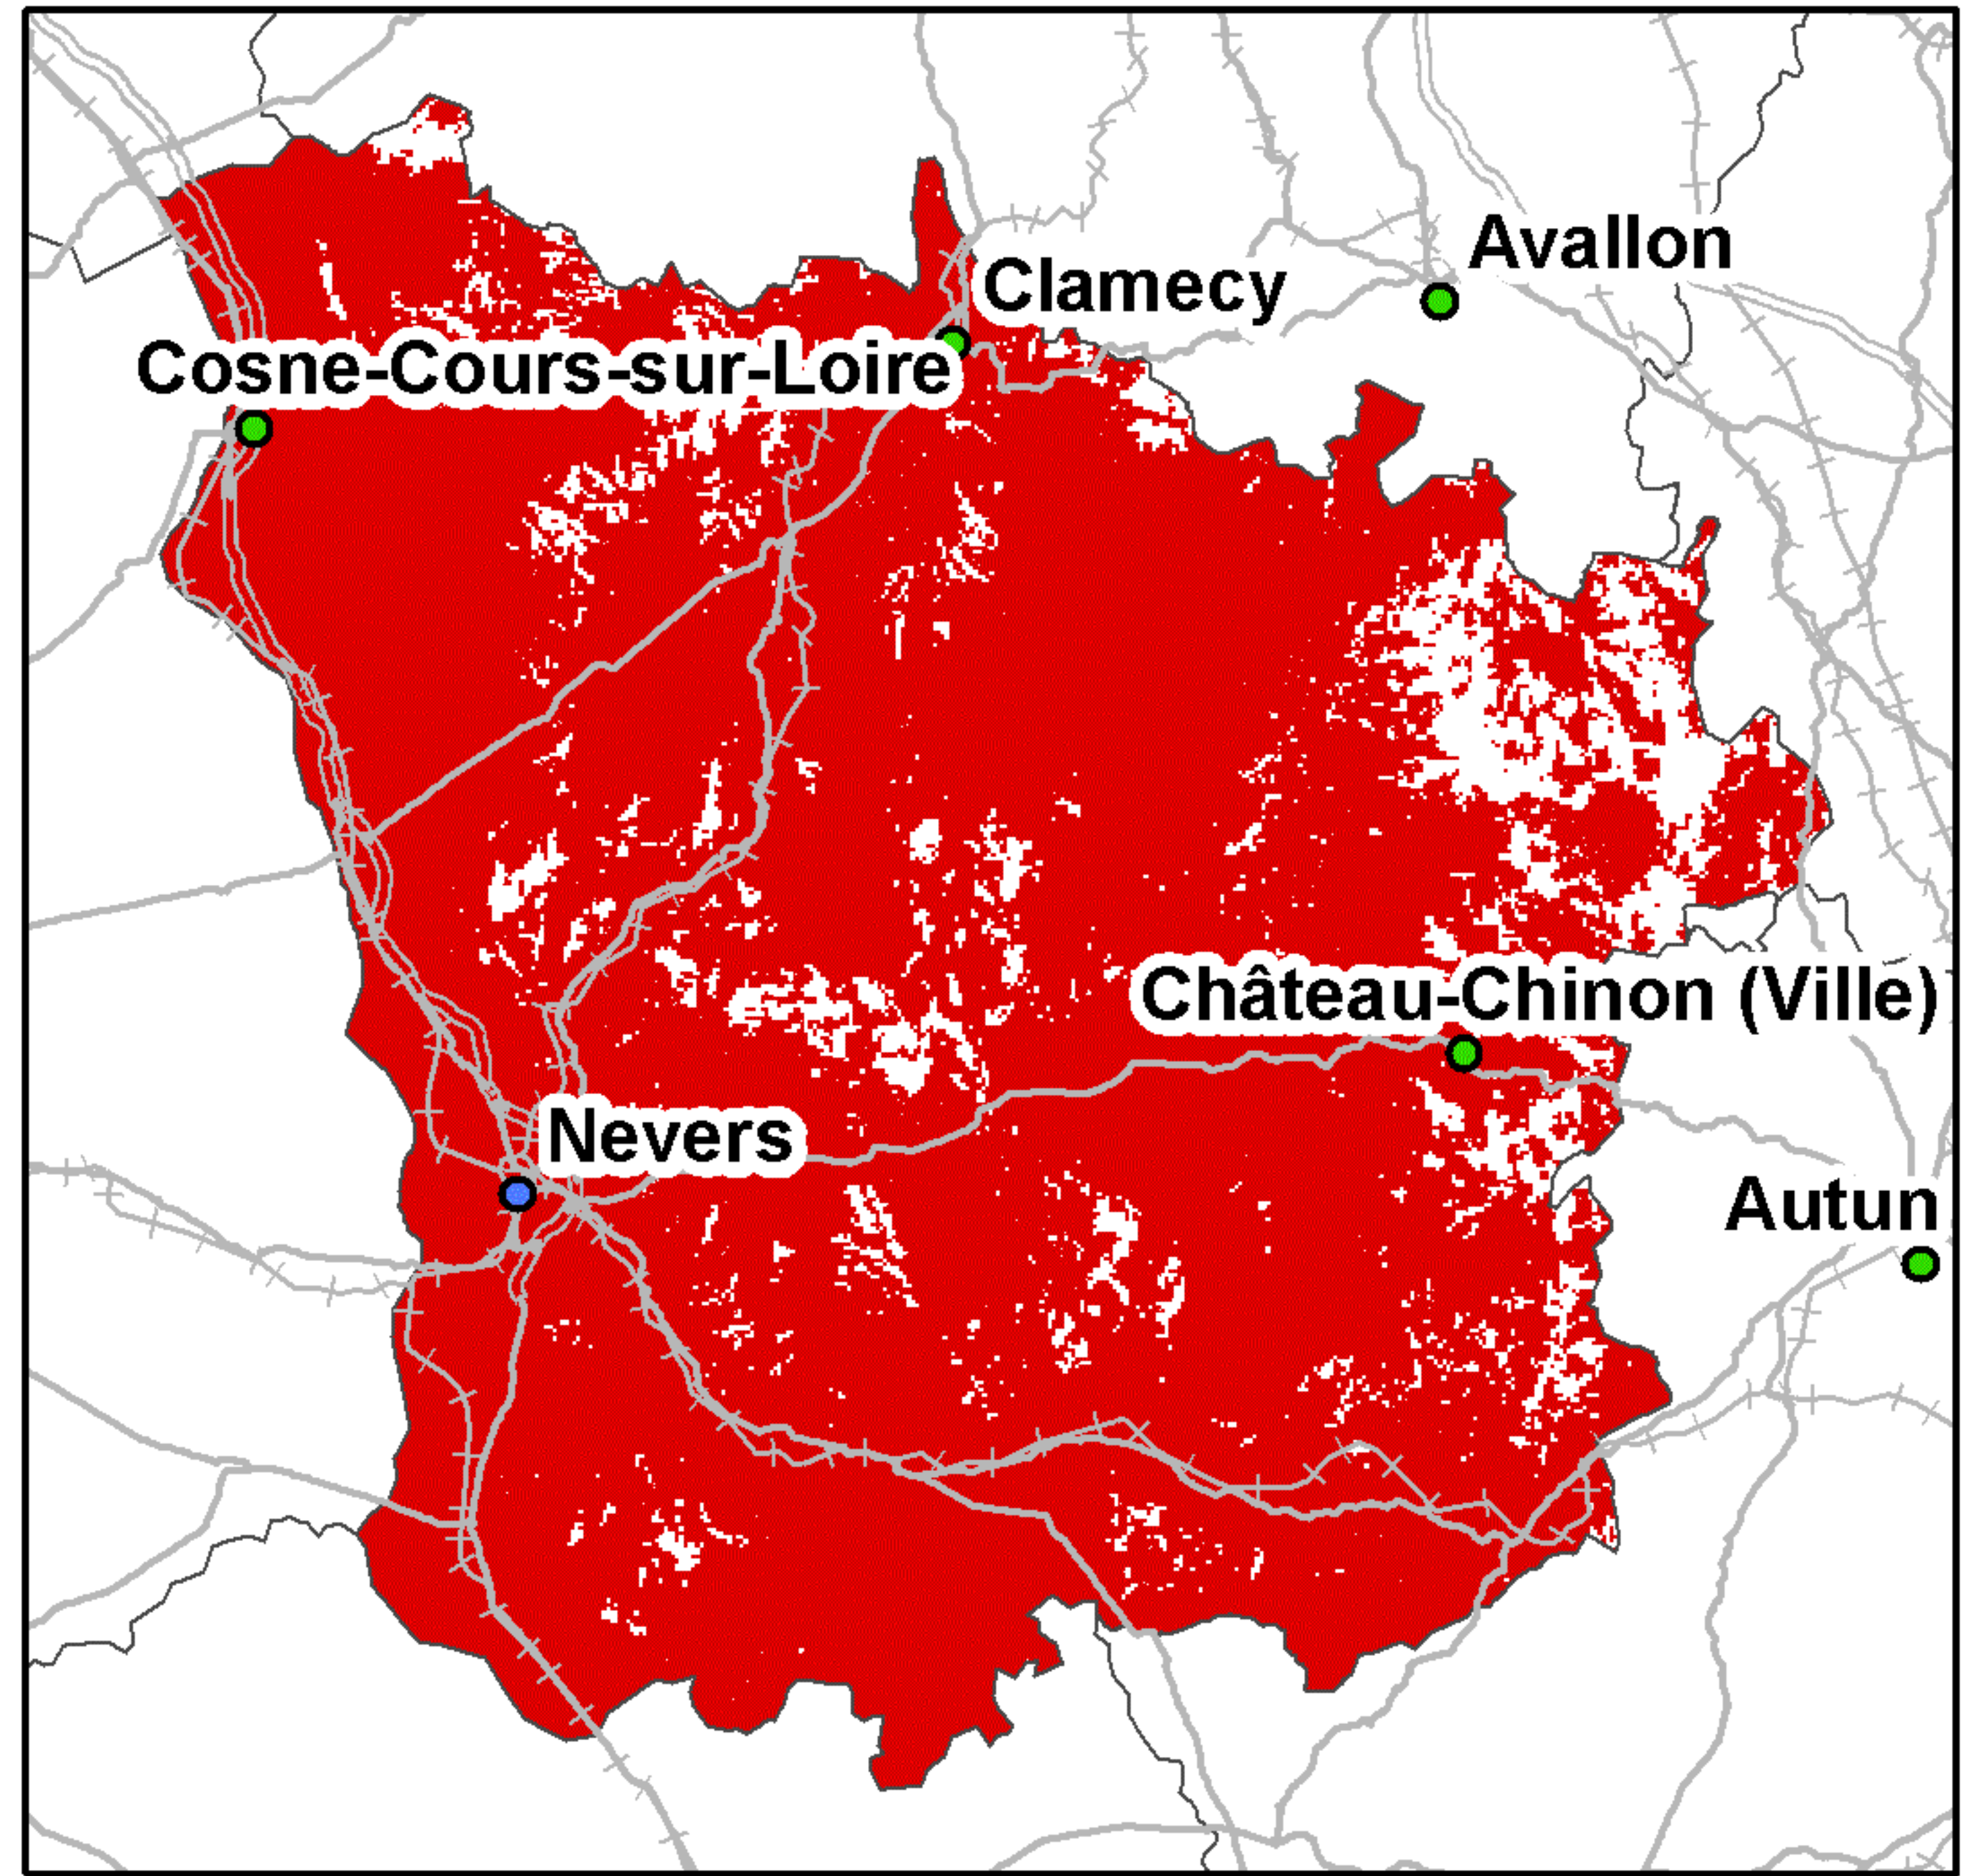 Avallon
Clamecy
Cosne-Cours-sur-Loire
Château-Chinon (Ville)
Nevers
Autun